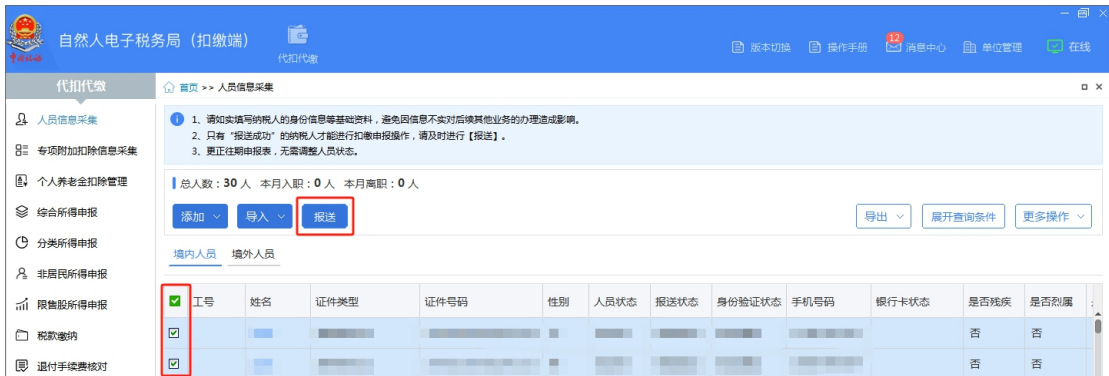 自然人电子税务局（扣缴端）
代扣代缴
版本切换
操作手册
12
消息中心
单位管理
在线
代扣代缴
首页 >> 人员信息采集
人员信息采集
专项附加扣除信息采集
个人养老金扣除管理
综合所得申报
分类所得申报
非居民所得申报
限售股所得申报
税款缴纳
退付手续费核对
1、请如实填写纳税人的身份信息等基础资料，避免因信息不实对后续其他业务的办理造成影响。
2、只有“报送成功”的纳税人才能进行扣缴申报操作，请及时进行【报送】。
3、更正往期申报表，无需调整人员状态。
总人数：30 人 本月入职：0 人 本月离职：0 人
添加 导入 报送 导出 展开查询条件 更多操作
境内人员 境外人员
工号 姓名 证件类型 证件号码 性别 人员状态 报送状态 身份验证状态 手机号码 银行卡状态 是否残疾 是否烈属
否 否
否 否